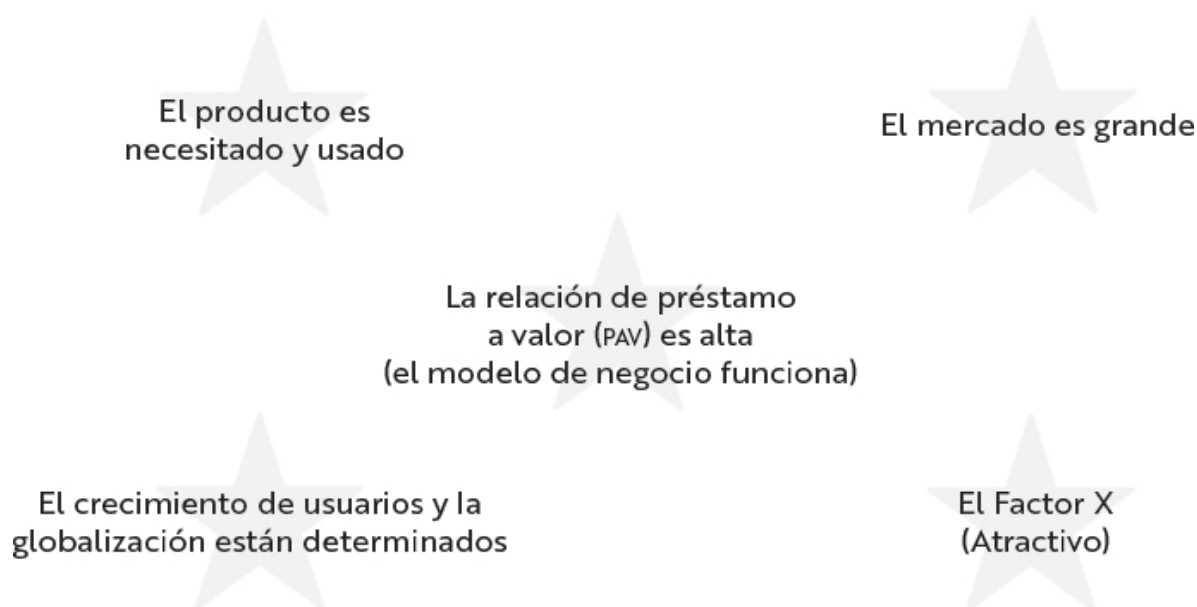 El producto es
necesitado y usado
El mercado es grande
La relación de préstamo
a valor (PAV) es alta
(el modelo de negocio funciona)
El crecimiento de usuarios y la
globalización están determinados
El Factor X
(Atractivo)